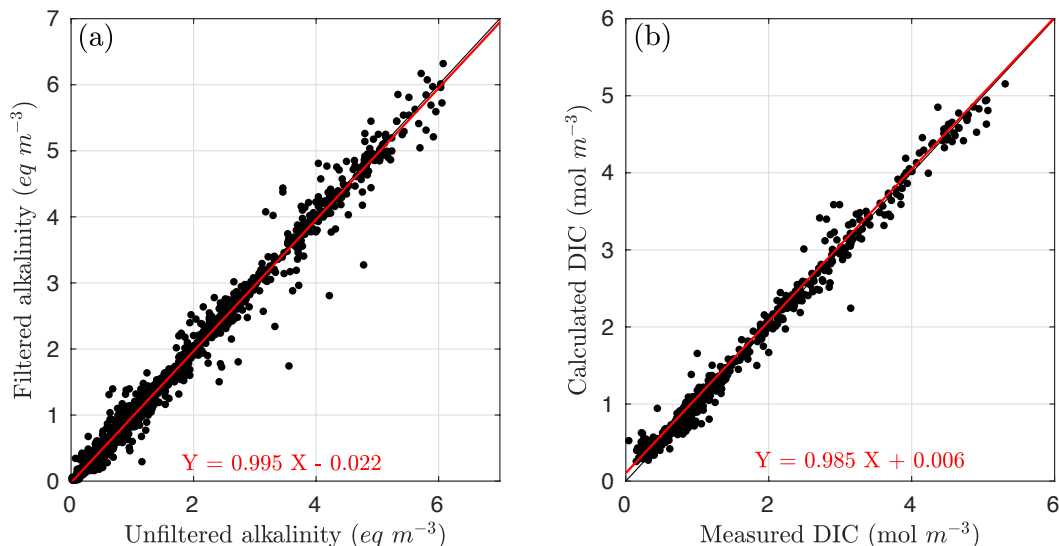 (a)
7
6
5
4
3
2
1
0
Filtered alkalinity (eq m⁻³)
Y = 0.995 X - 0.022
0 2 4 6
Unfiltered alkalinity (eq m⁻³)
(b)
6
5
4
3
2
1
0
Calculated DIC (mol m⁻³)
Y = 0.985 X + 0.006
0 2 4 6
Measured DIC (mol m⁻³)